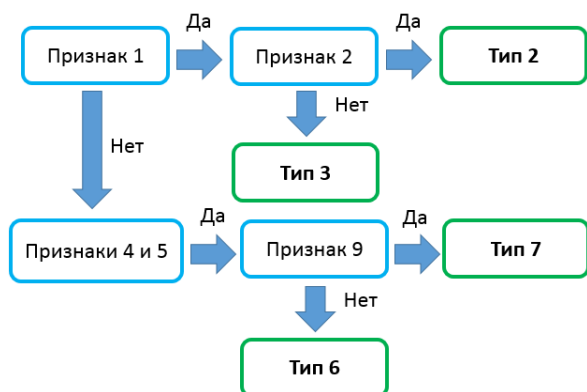 Да
Да
Признак 1
Признак 2
Тип 2
Нет
Нет
Тип 3
Да
Да
Признаки 4 и 5
Признак 9
Тип 7
Нет
Тип 6